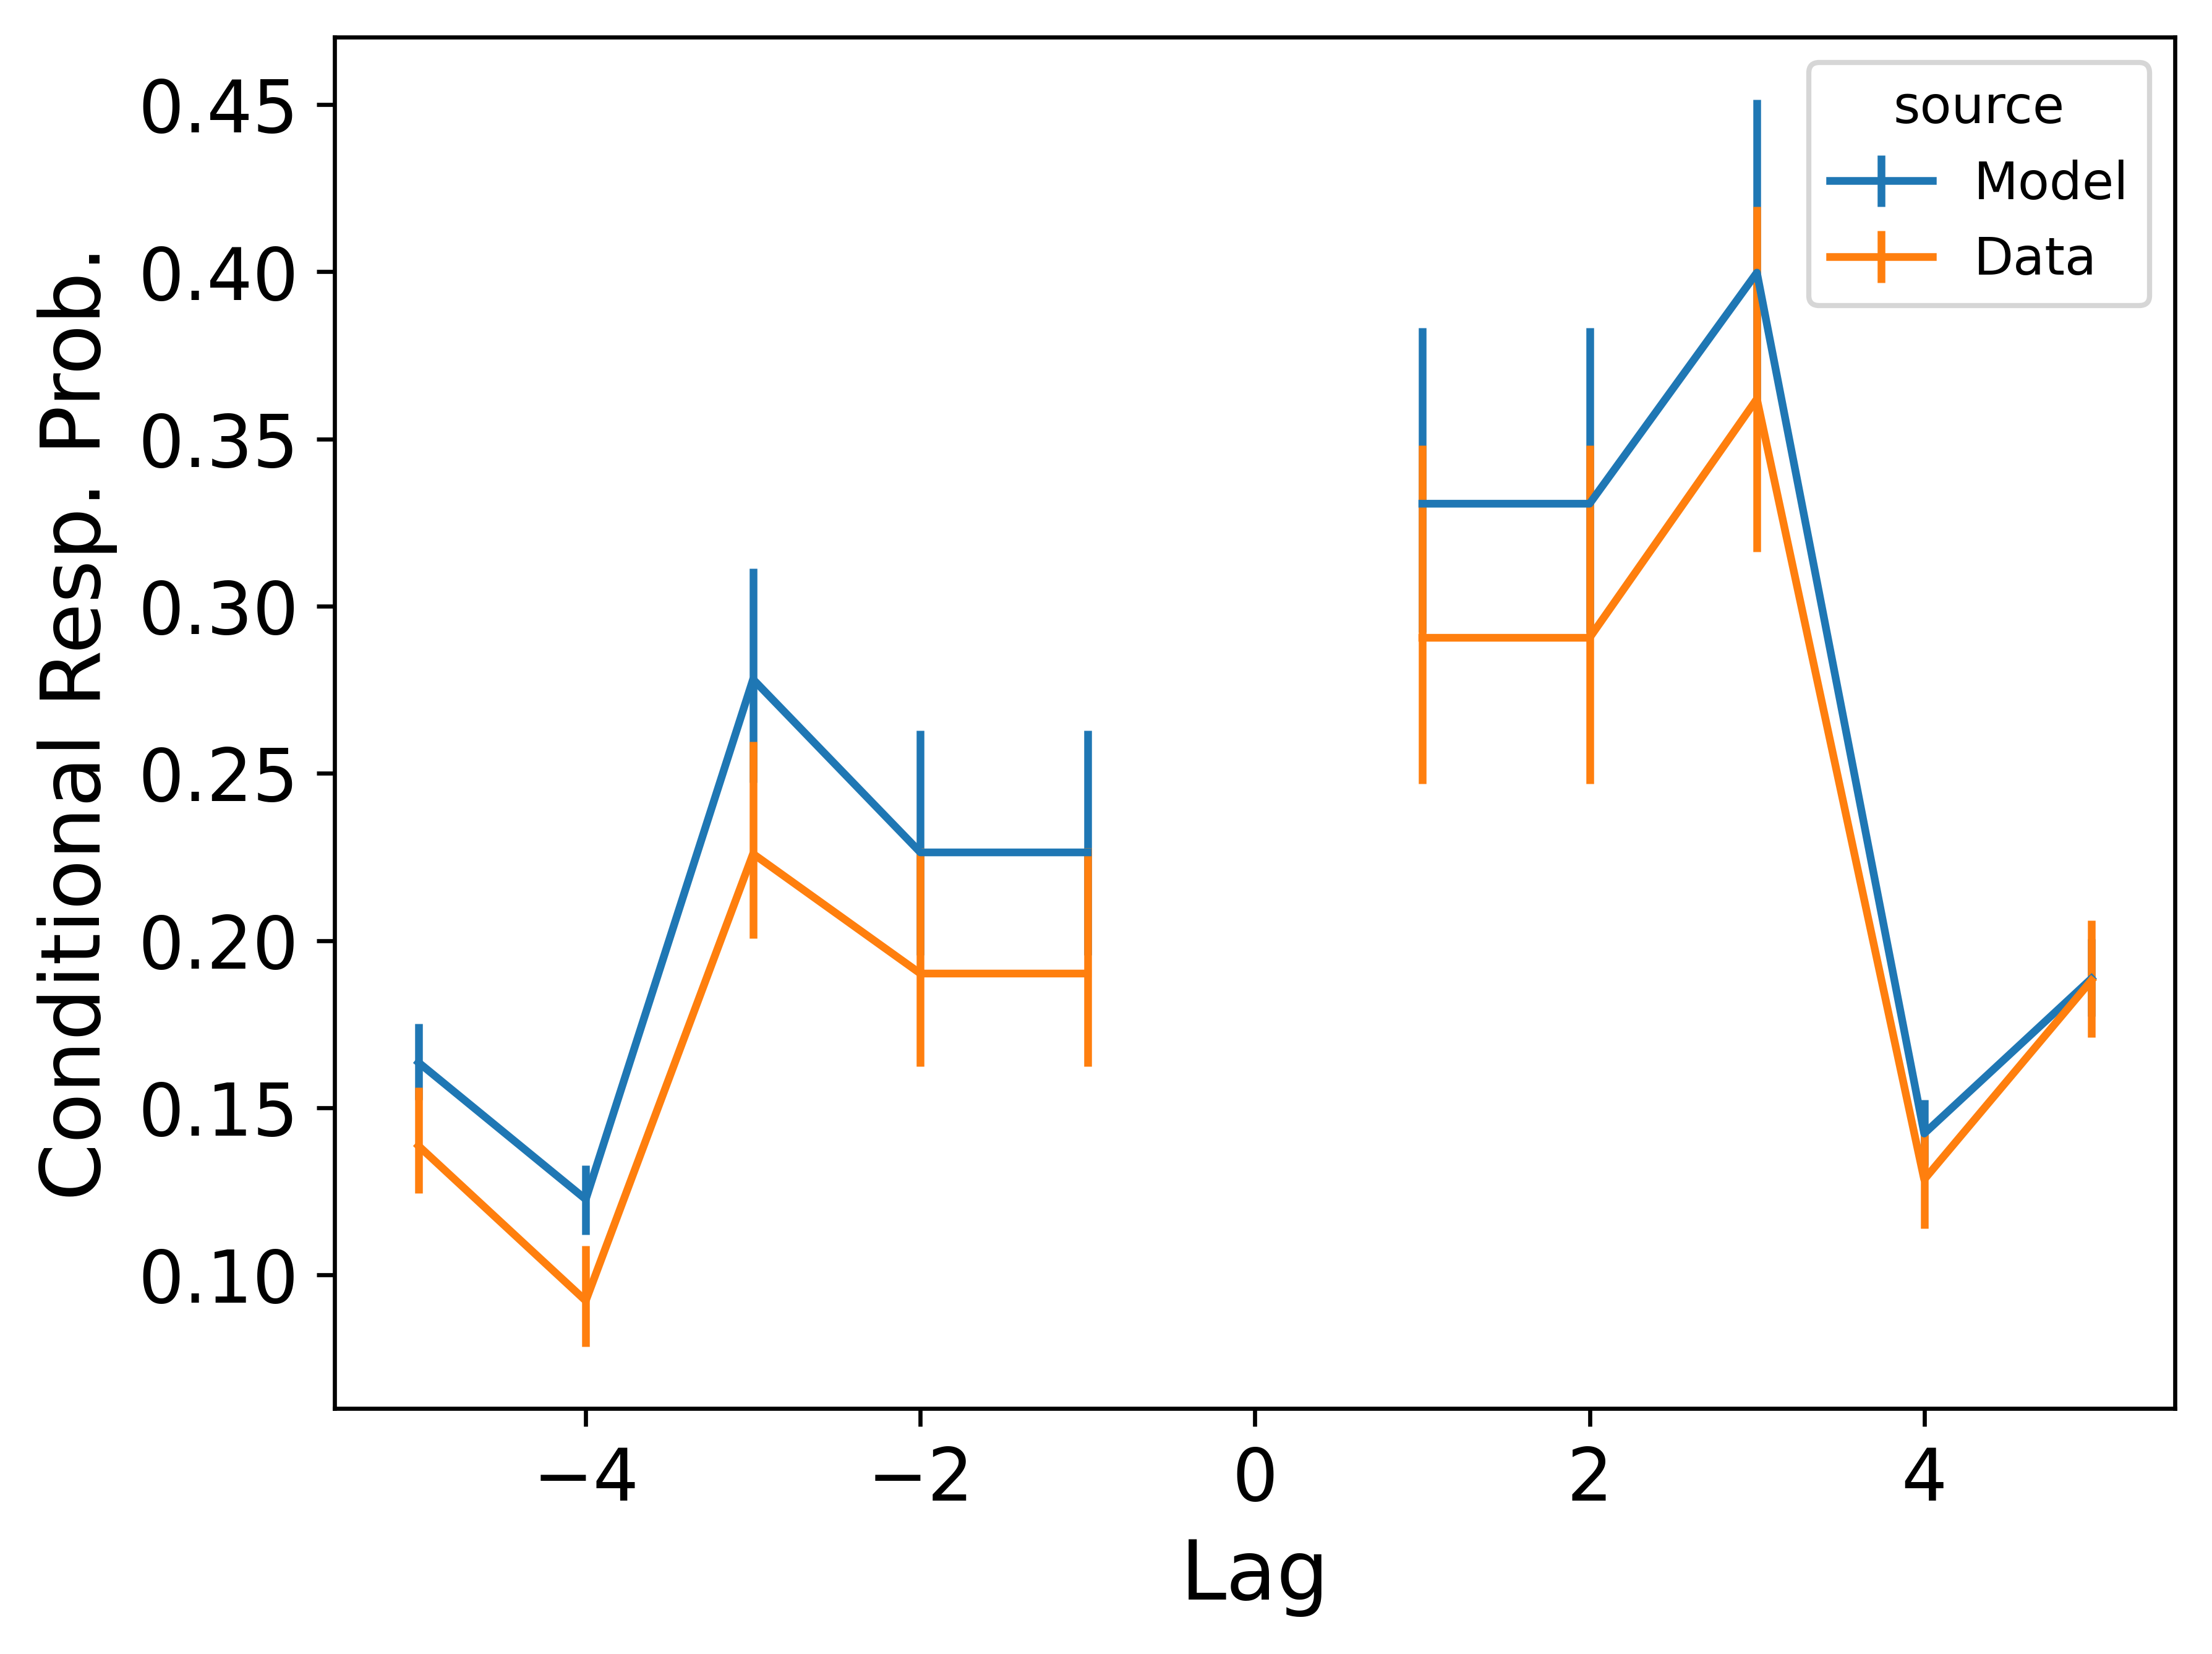 source
Model
Data
0.45
0.40
0.35
0.30
0.25
0.20
0.15
0.10
Conditional Resp. Prob.
−4
−2
0
2
4
Lag